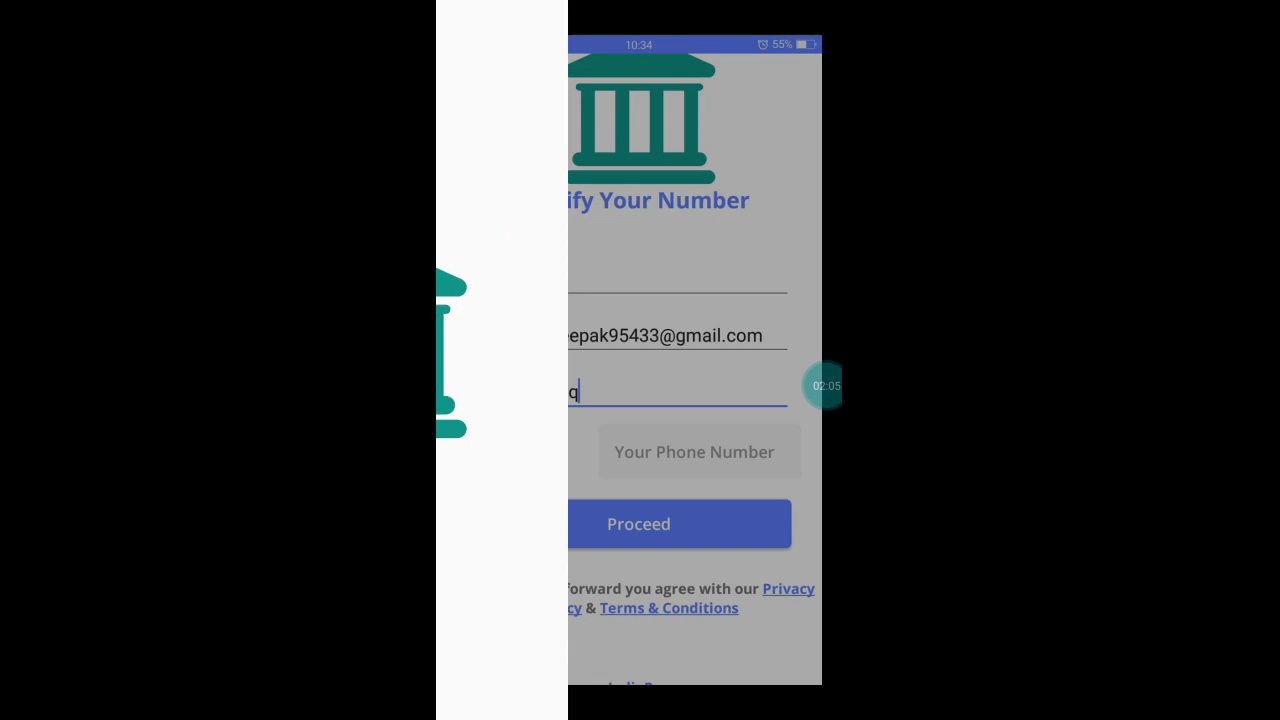 10:34 55%
ify Your Number
eepak95433@gmail.com
q
02:05
Your Phone Number
Proceed
forward you agree with our Privacy
cy & Terms & Conditions